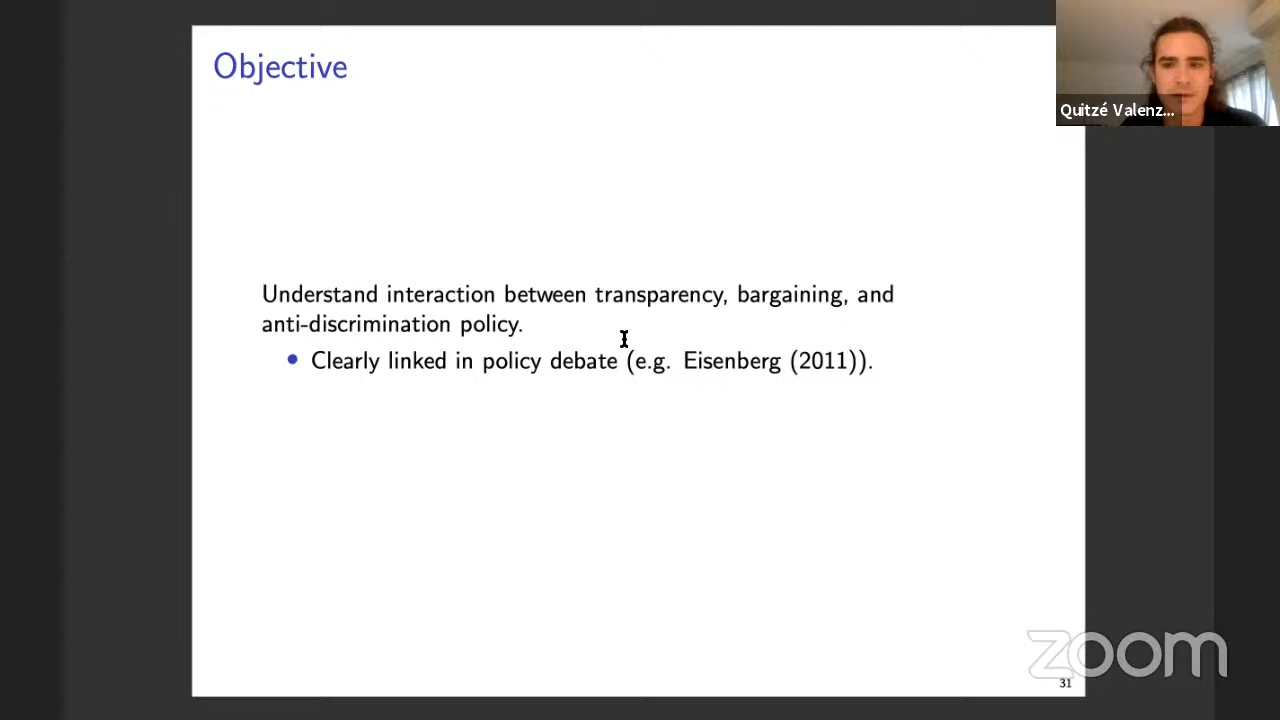 Objective
Quitzé Valenz...
Understand interaction between transparency, bargaining, and
anti-discrimination policy.
• Clearly linked in policy debate (e.g. Eisenberg (2011)).
zoom
31